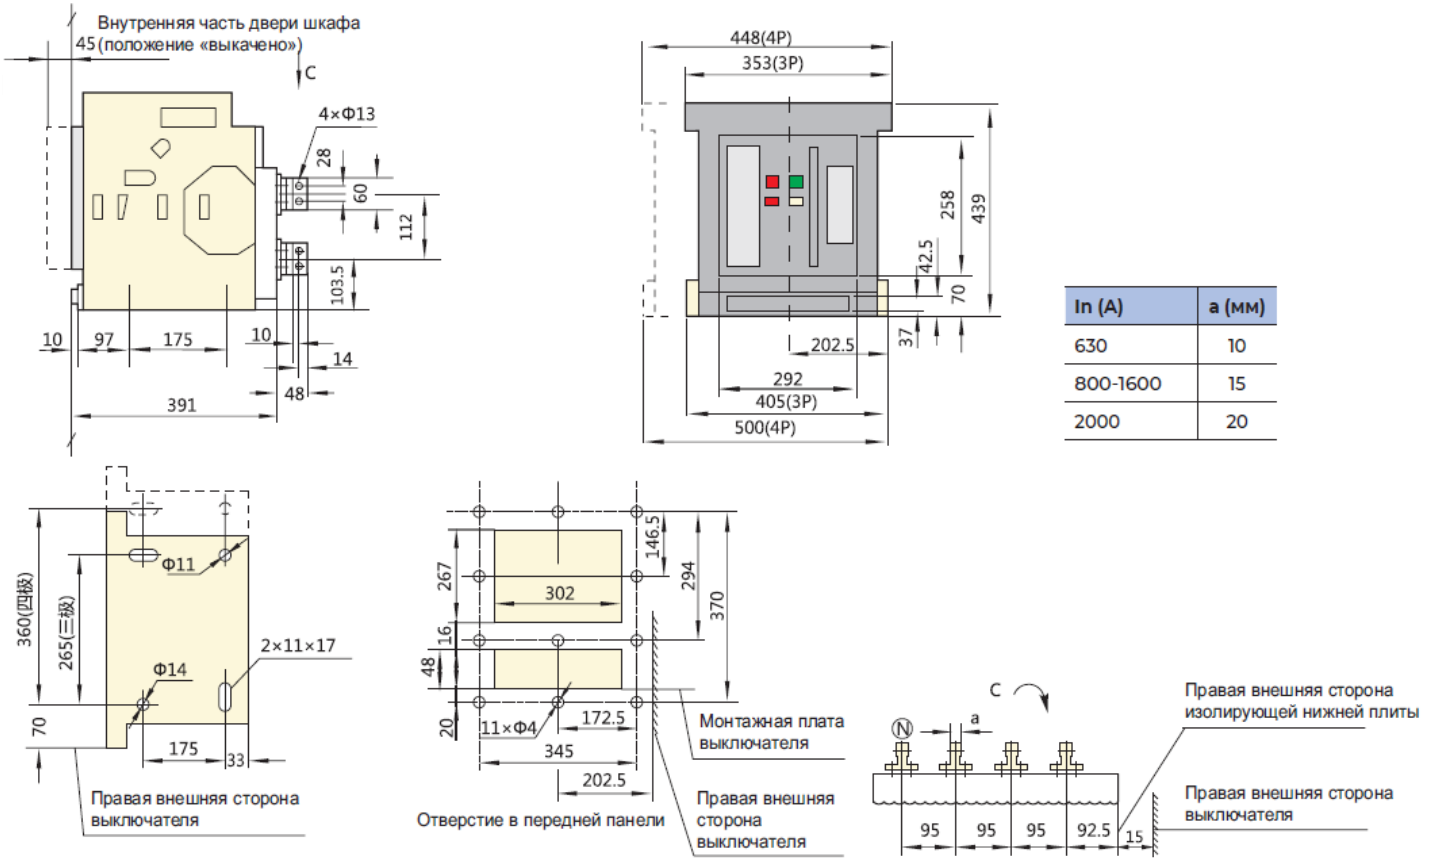 Внутренняя часть двери шкафа
45 (положение «выкачено»)
C
4×Φ13
28
60
112
103.5
10
97
175
10
14
48
391
448(4P)
353(3P)
258
439
42.5
70
37
202.5
292
405(3P)
500(4P)
In (A) a (мм)
630 10
800-1600 15
2000 20
360(四极)
265(三极)
70
Φ11
2×11×17
Φ14
175
33
Правая внешняя сторона
выключателя
267
302
16
48
20
146.5
294
370
11×Φ4
172.5
345
202.5
Отверстие в передней панели
Монтажная плата
выключателя
Правая внешняя
сторона
выключателя
C
N
a
95
95
95
92.5
15
Правая внешняя сторона
изолирующей нижней плиты
Правая внешняя сторона
выключателя